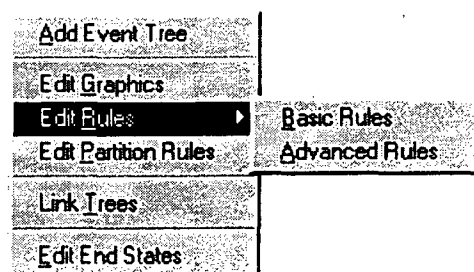 Add Event Tree
Edit Graphics
Edit Rules
Basic Rules
Edit Partition Rules
Advanced Rules
Link Trees
Edit End States